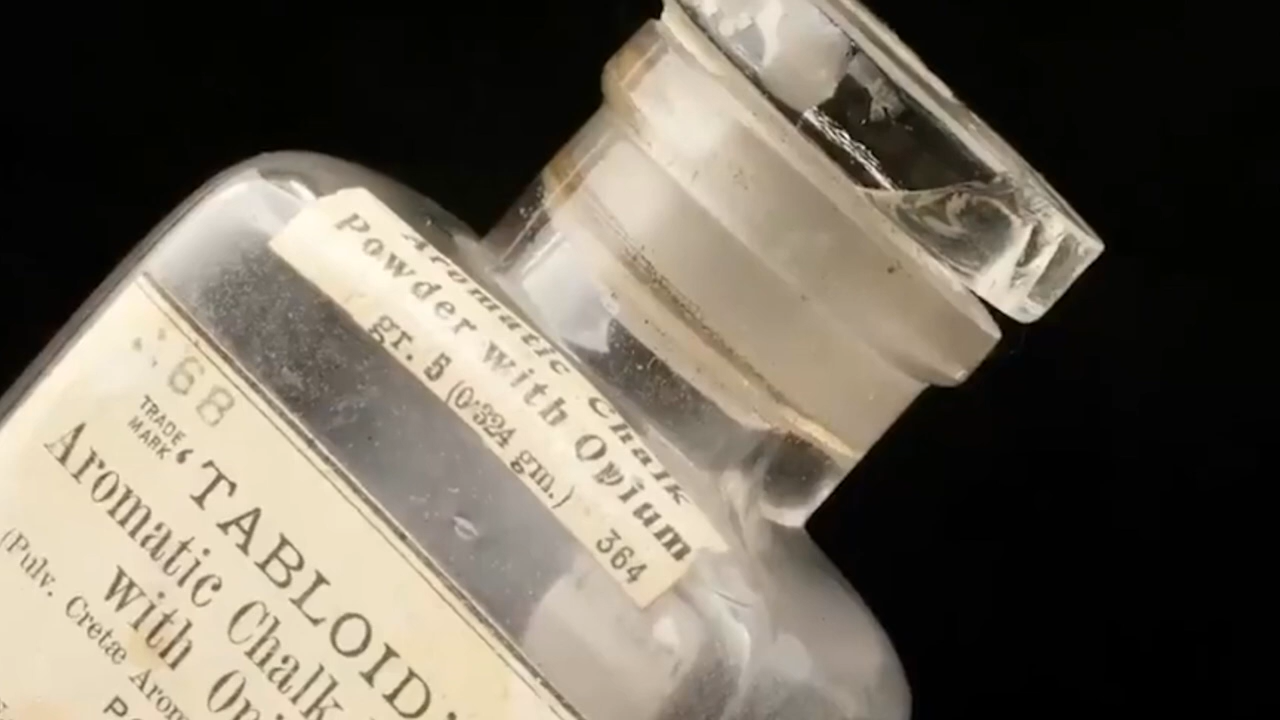 Aromatic Chalk
Powder with Opium
gr. 5 (0·324 gm.)
364
68
TRADE
MARK
‘TABLOID’
Aromatic Chalk
with
(Pulv. Cretæ